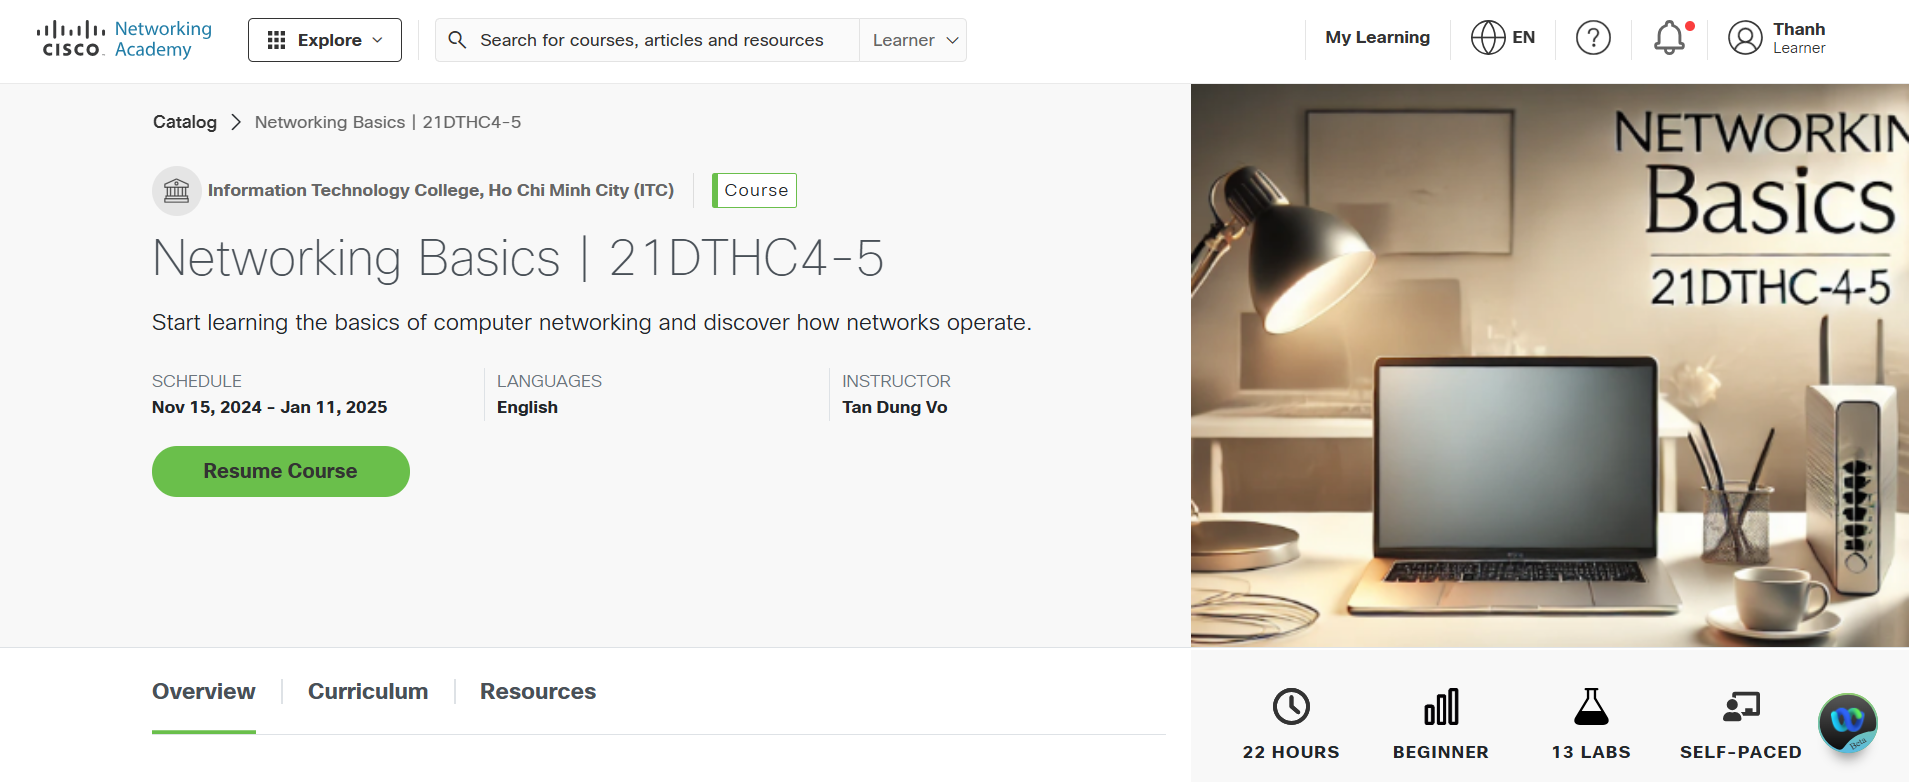 CISCO
Networking
Academy
Explore
Search for courses, articles and resources
Learner
My Learning
EN
?
Thanh
Learner
Catalog
Networking Basics | 21DTHC4-5
Information Technology College, Ho Chi Minh City (ITC)
Course
Networking Basics | 21DTHC4-5
Start learning the basics of computer networking and discover how networks operate.
SCHEDULE
Nov 15, 2024 - Jan 11, 2025
LANGUAGES
English
INSTRUCTOR
Tan Dung Vo
Resume Course
NETWORKIN
Basics
21DTHC-4-5
Overview
Curriculum
Resources
22 HOURS
BEGINNER
13 LABS
SELF-PACED
Beta